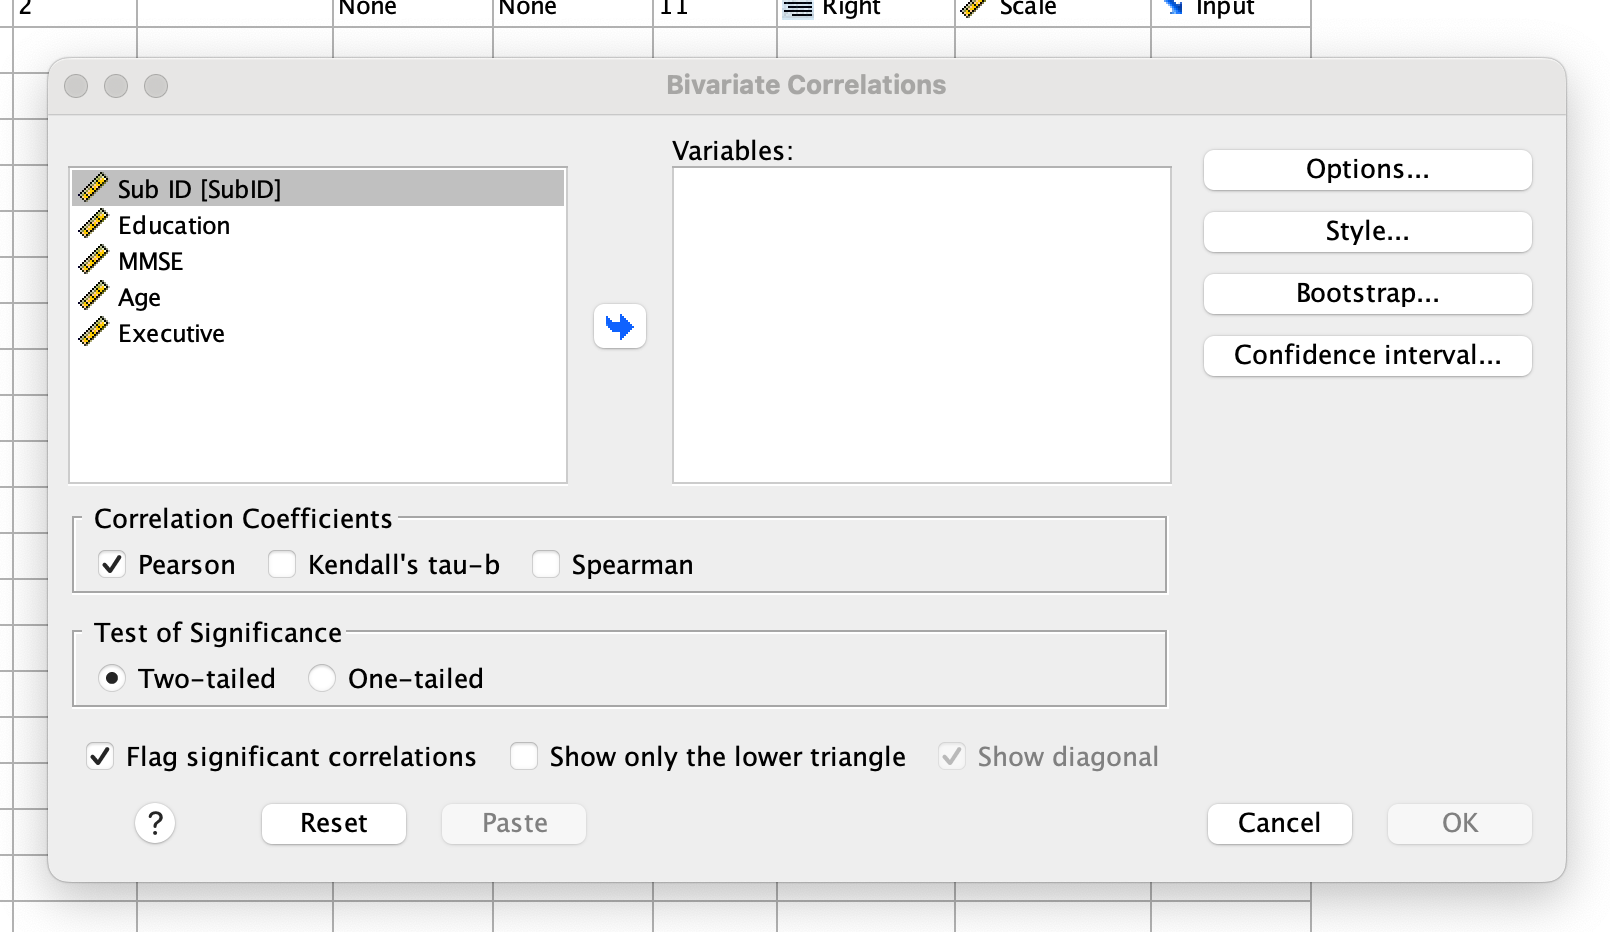 2 None None 11 Right Scale Input
Bivariate Correlations
Variables:
Sub ID [SubID]
Education
MMSE
Age
Executive
Options...
Style...
Bootstrap...
Confidence interval...
Correlation Coefficients
Pearson Kendall's tau-b Spearman
Test of Significance
Two-tailed One-tailed
Flag significant correlations Show only the lower triangle Show diagonal
? Reset Paste Cancel OK